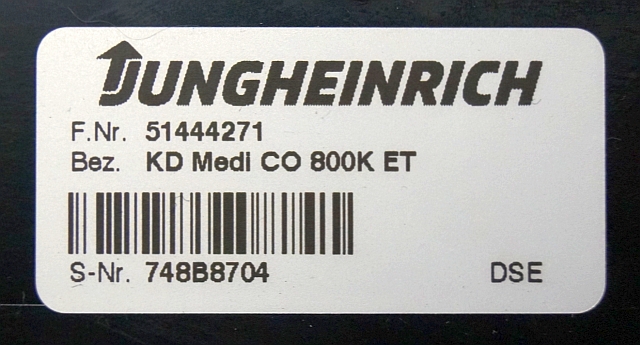 JUNGHEINRICH
F.Nr. 51444271
Bez. KD Medi CO 800K ET
S-Nr. 748B8704 DSE